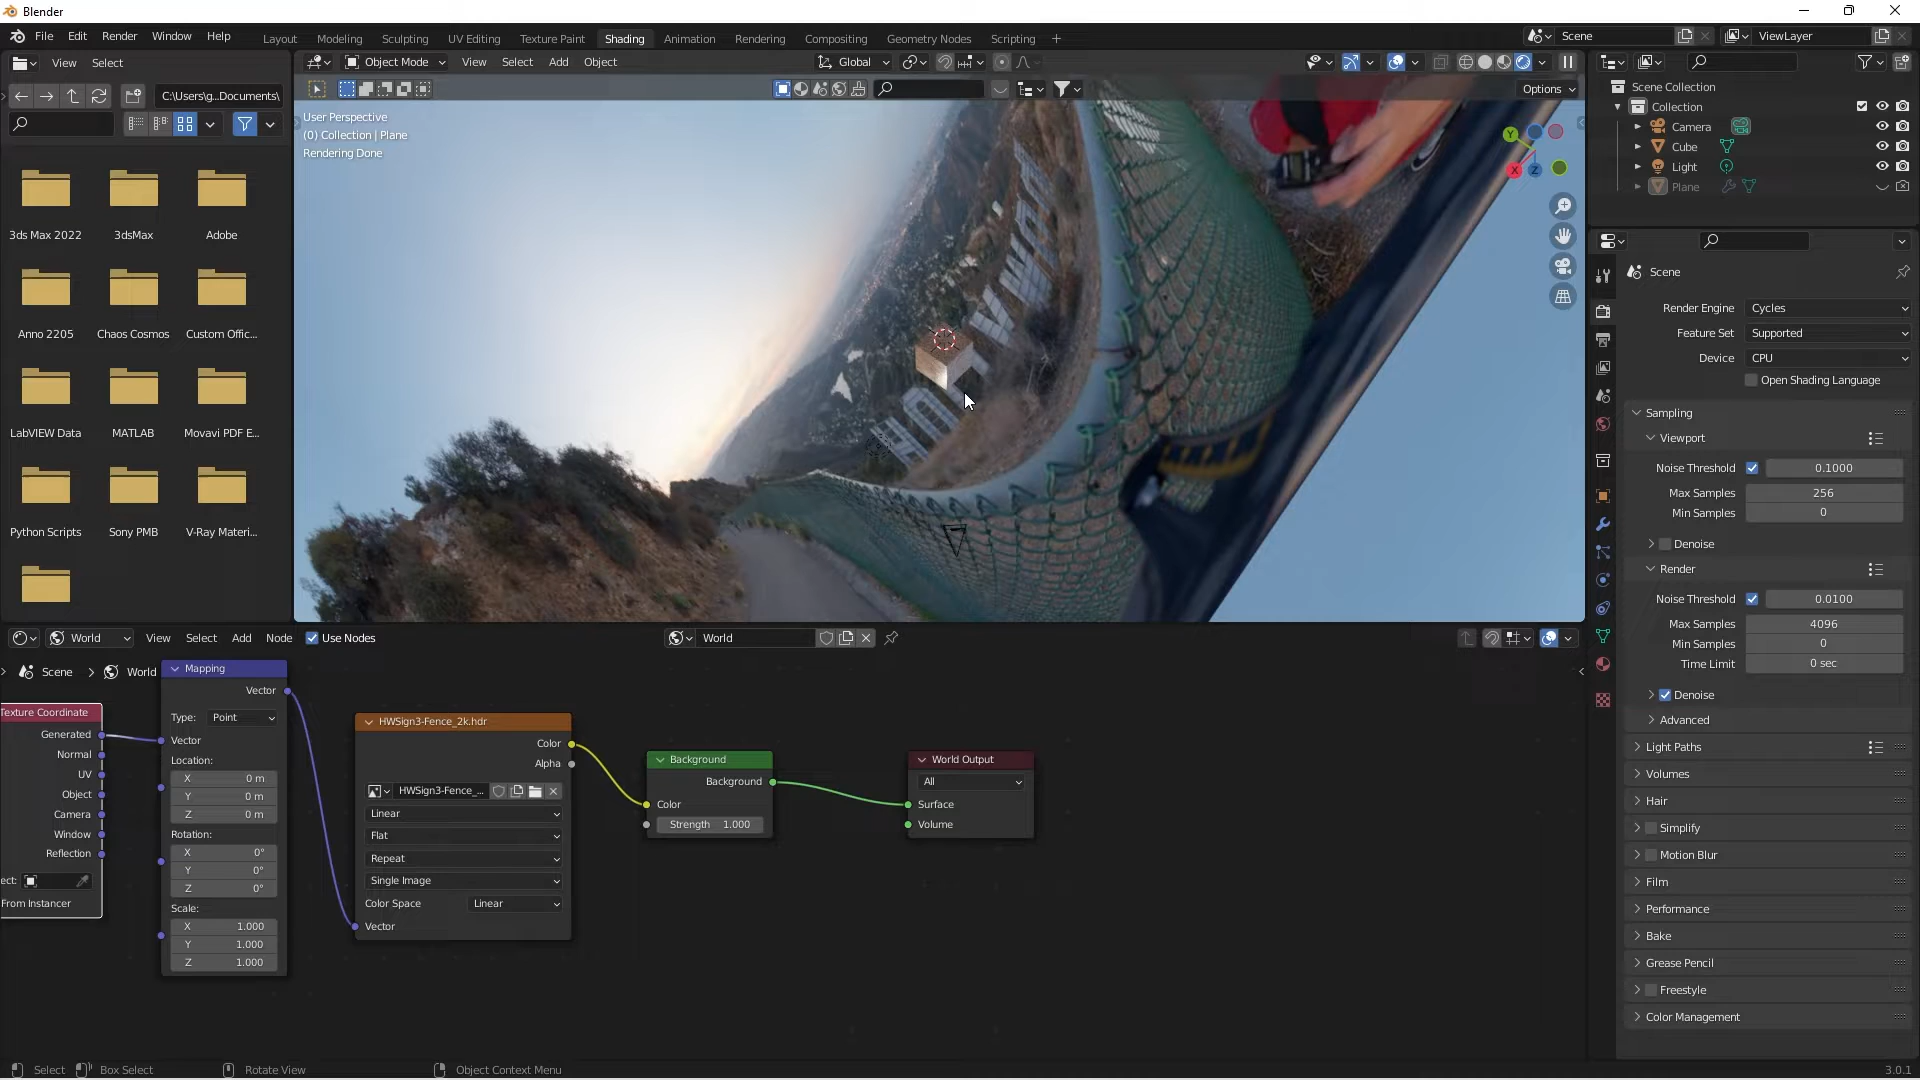 Blender
File Edit Render Window Help
Layout Modeling Sculpting UV Editing Texture Paint Shading Animation Rendering Compositing Geometry Nodes Scripting +
Scene ViewLayer
View Select
Object Mode View Select Add Object
Global
Options
C:\Users\g...Documents\
3ds Max 2022 3dsMax Adobe
Anno 2205 Chaos Cosmos Custom Offic...
LabVIEW Data MATLAB Movavi PDF E...
Python Scripts Sony PMB V-Ray Materi...
User Perspective
(0) Collection | Plane
Rendering Done
Y
X Z
Scene Collection
Collection
Camera
Cube
Light
Plane
Scene
Render Engine Cycles
Feature Set Supported
Device CPU
Open Shading Language
Sampling
Viewport
Noise Threshold 0.1000
Max Samples 256
Min Samples 0
Denoise
Render
Noise Threshold 0.0100
Max Samples 4096
Min Samples 0
Time Limit 0 sec
Denoise
Advanced
Light Paths
Volumes
Hair
Simplify
Motion Blur
Film
Performance
Bake
Grease Pencil
Freestyle
Color Management
World View Select Add Node Use Nodes
World
Scene > World
Texture Coordinate
Generated
Normal
UV
Object
Camera
Window
Reflection
ect:
From Instancer
Mapping
Vector
Type: Point
Vector
Location:
X 0 m
Y 0 m
Z 0 m
Rotation:
X 0°
Y 0°
Z 0°
Scale:
X 1.000
Y 1.000
Z 1.000
HWSign3-Fence_2k.hdr
Color
Alpha
HWSign3-Fence_...
Linear
Flat
Repeat
Single Image
Color Space Linear
Vector
Background
Background
Color
Strength 1.000
World Output
All
Surface
Volume
Select Box Select Rotate View Object Context Menu
3.0.1